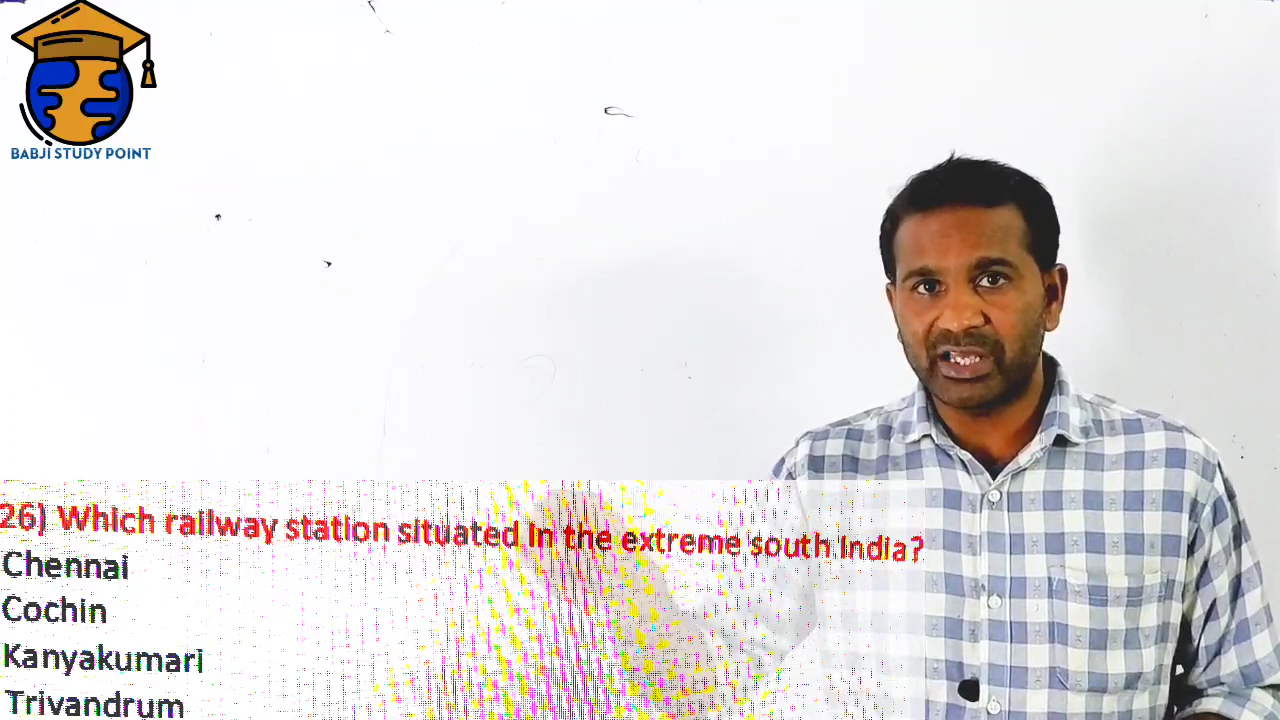 BABJI STUDY POINT
26) Which railway station situated in the extreme south India?
Chennai
Cochin
Kanyakumari
Trivandrum